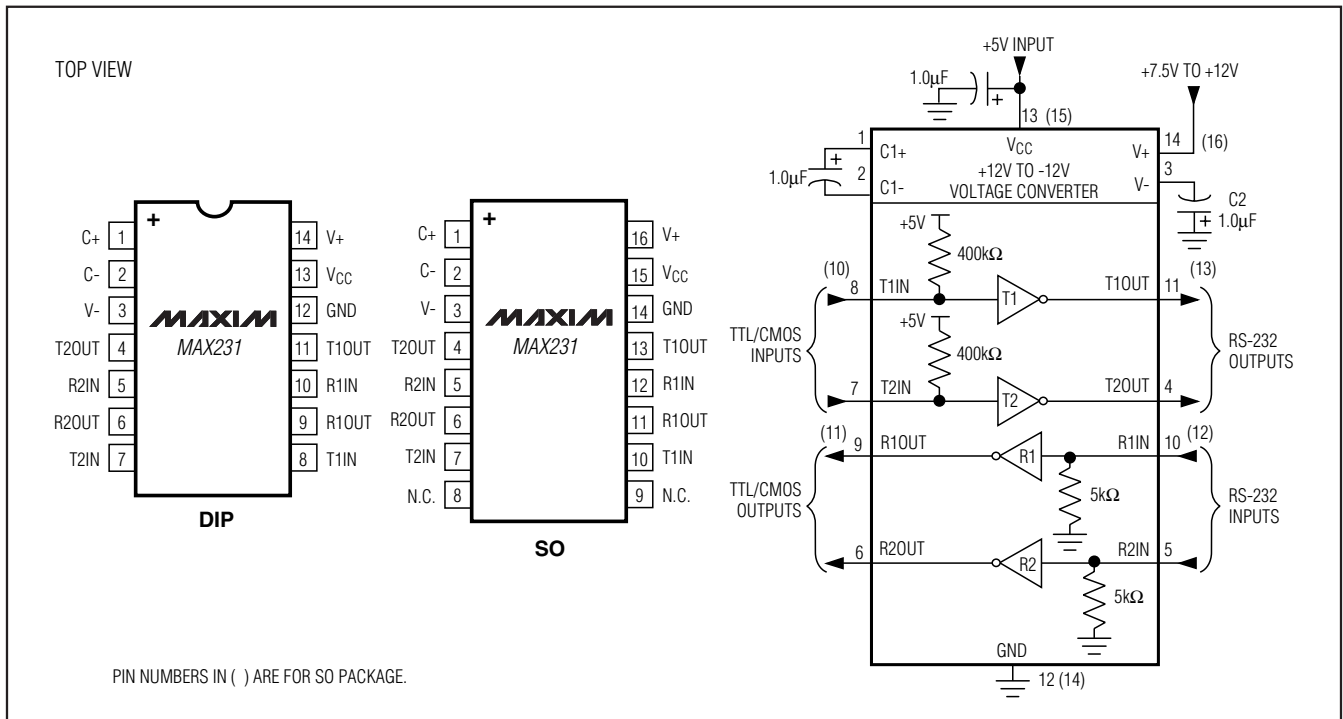 TOP VIEW
+
C+ 1
C- 2
V- 3
T2OUT 4
R2IN 5
R2OUT 6
T2IN 7
14 V+
13 VCC
12 GND
11 T1OUT
10 R1IN
9 R1OUT
8 T1IN
MAXIM
MAX231
DIP
+
C+ 1
C- 2
V- 3
T2OUT 4
R2IN 5
R2OUT 6
T2IN 7
N.C. 8
16 V+
15 VCC
14 GND
13 T1OUT
12 R1IN
11 R1OUT
10 T1IN
9 N.C.
MAXIM
MAX231
SO
PIN NUMBERS IN ( ) ARE FOR SO PACKAGE.
+5V INPUT
1.0µF
+
+7.5V TO +12V
13 (15)
VCC
+12V TO -12V
VOLTAGE CONVERTER
1
C1+
+
1.0µF
2
C1-
14 (16)
V+
3
V-
C2
+ 1.0µF
+5V
400kΩ
(10)
8 T1IN
T1
T1OUT 11
(13)
+5V
400kΩ
TTL/CMOS
INPUTS
RS-232
OUTPUTS
7 T2IN
T2
T2OUT 4
(11)
9 R1OUT
R1
R1IN 10
(12)
5kΩ
TTL/CMOS
OUTPUTS
RS-232
INPUTS
6 R2OUT
R2
R2IN 5
5kΩ
GND
12 (14)